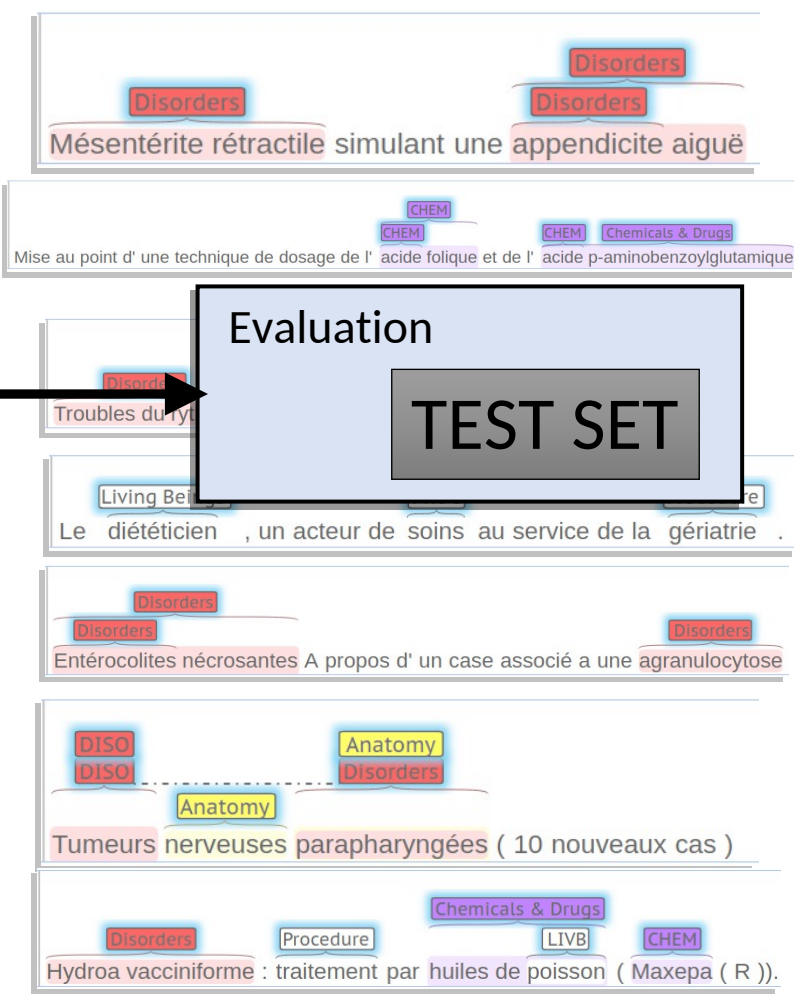 Disorders
Disorders Disorders
Mésentérite rétractile simulant une appendicite aiguë
CHEM
CHEM CHEM Chemicals & Drugs
Mise au point d' une technique de dosage de l' acide folique et de l' acide p-aminobenzoylglutamique
Evaluation
TEST SET
Troubles du
Living
Le diététicien , un acteur de soins au service de la gériatrie .
Disorders
Disorders Disorders
Entérocolites nécrosantes A propos d' un case associé a une agranulocytose
DISO Anatomy
DISO Disorders
Anatomy
Tumeurs nerveuses parapharyngées ( 10 nouveaux cas )
Chemicals & Drugs
Disorders Procedure LIVB CHEM
Hydroa vacciniforme : traitement par huiles de poisson ( Maxepa ( R )).